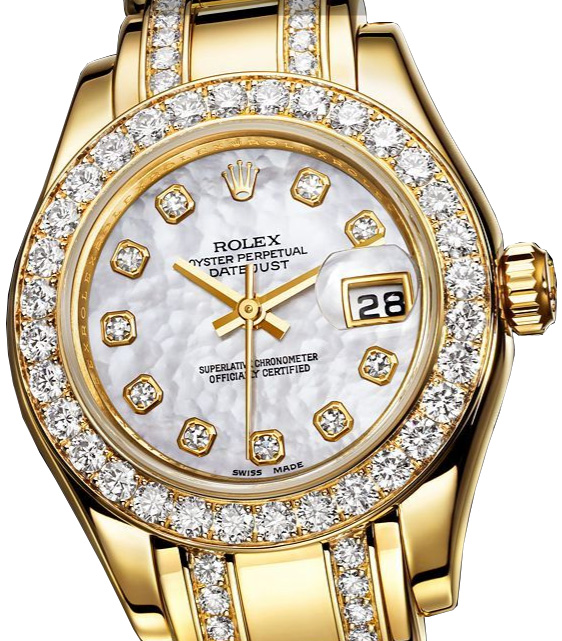 ROLEX
OYSTER PERPETUAL
DATEJUST
28
SUPERLATIVE CHRONOMETER
OFFICIALLY CERTIFIED
SWISS MADE